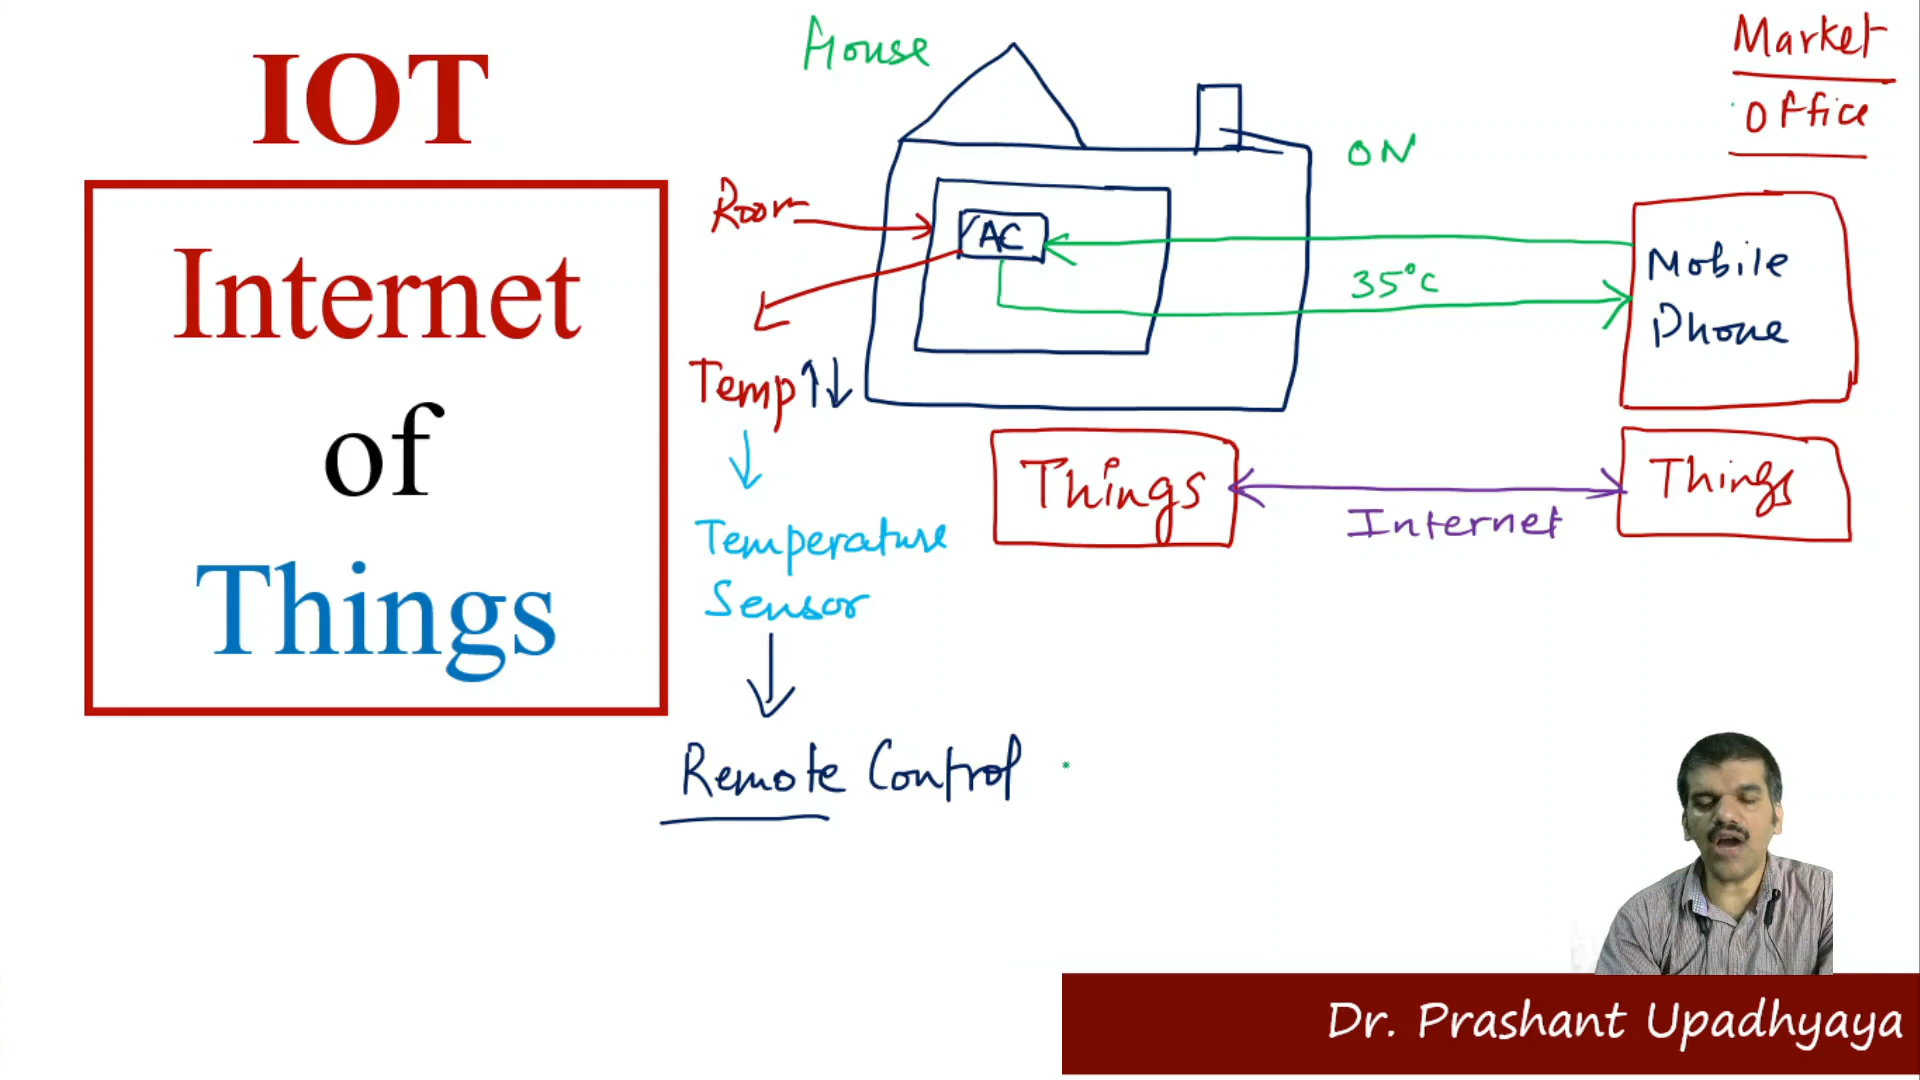 IOT
Internet
of
Things
House
Market
Office
ON
Room
AC
35°C
Mobile
Phone
Temp↑↓
Things
Things
Internet
Temperature
Sensor
Remote Control
Dr. Prashant Upadhyaya